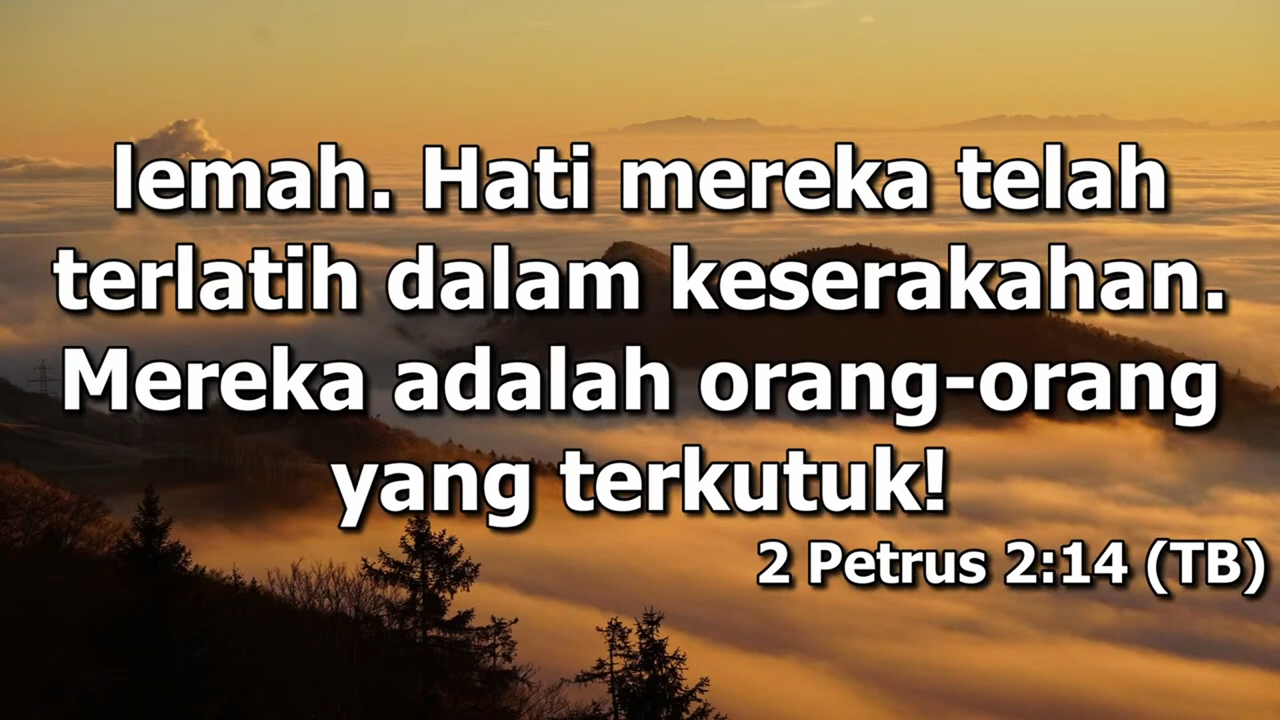 lemah. Hati mereka telah
terlatih dalam keserakahan.
Mereka adalah orang-orang
yang terkutuk!
2 Petrus 2:14 (TB)